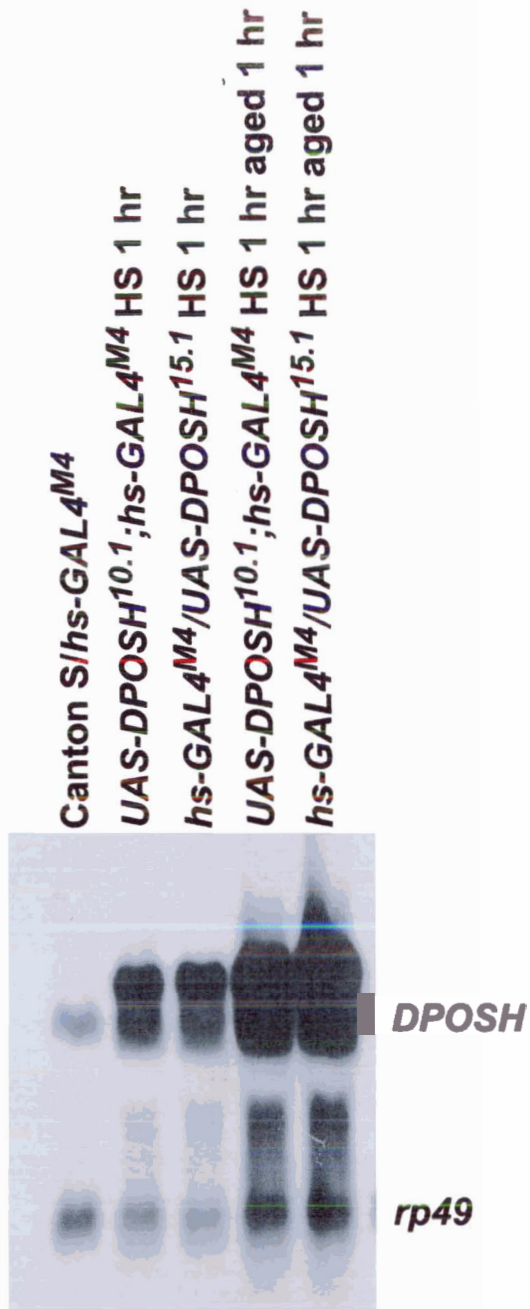 Canton S/hs-GAL4M4
UAS-DPOSH10.1;hs-GAL4M4 HS 1 hr
hs-GAL4M4/UAS-DPOSH15.1 HS 1 hr
UAS-DPOSH10.1;hs-GAL4M4 HS 1 hr aged 1 hr
hs-GAL4M4/UAS-DPOSH15.1 HS 1 hr aged 1 hr
DPOSH
rp49